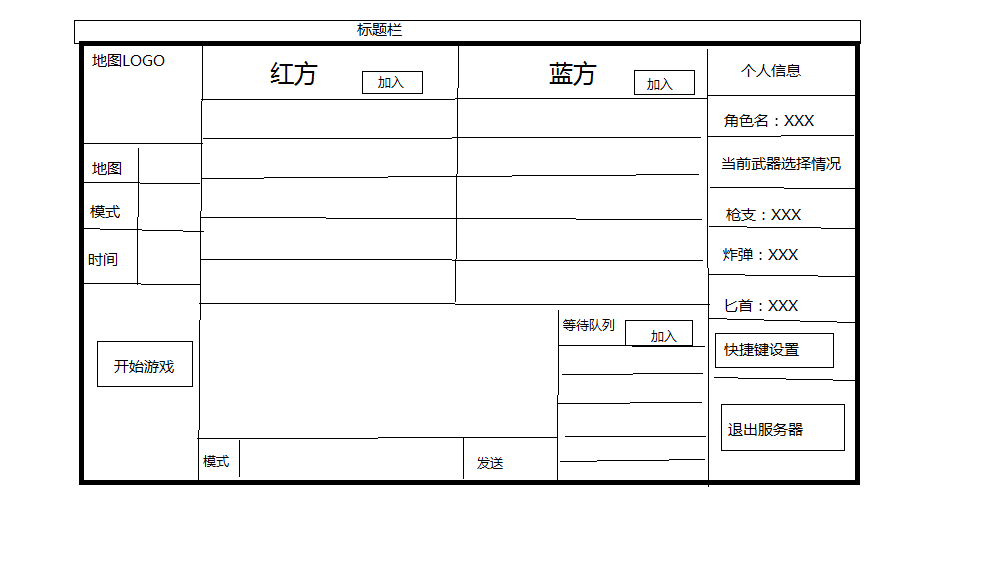 标题栏
地图LOGO
红方
加入
蓝方
加入
个人信息
角色名：XXX
当前武器选择情况
枪支：XXX
炸弹：XXX
匕首：XXX
快捷键设置
退出服务器
地图
模式
时间
开始游戏
等待队列
加入
模式
发送